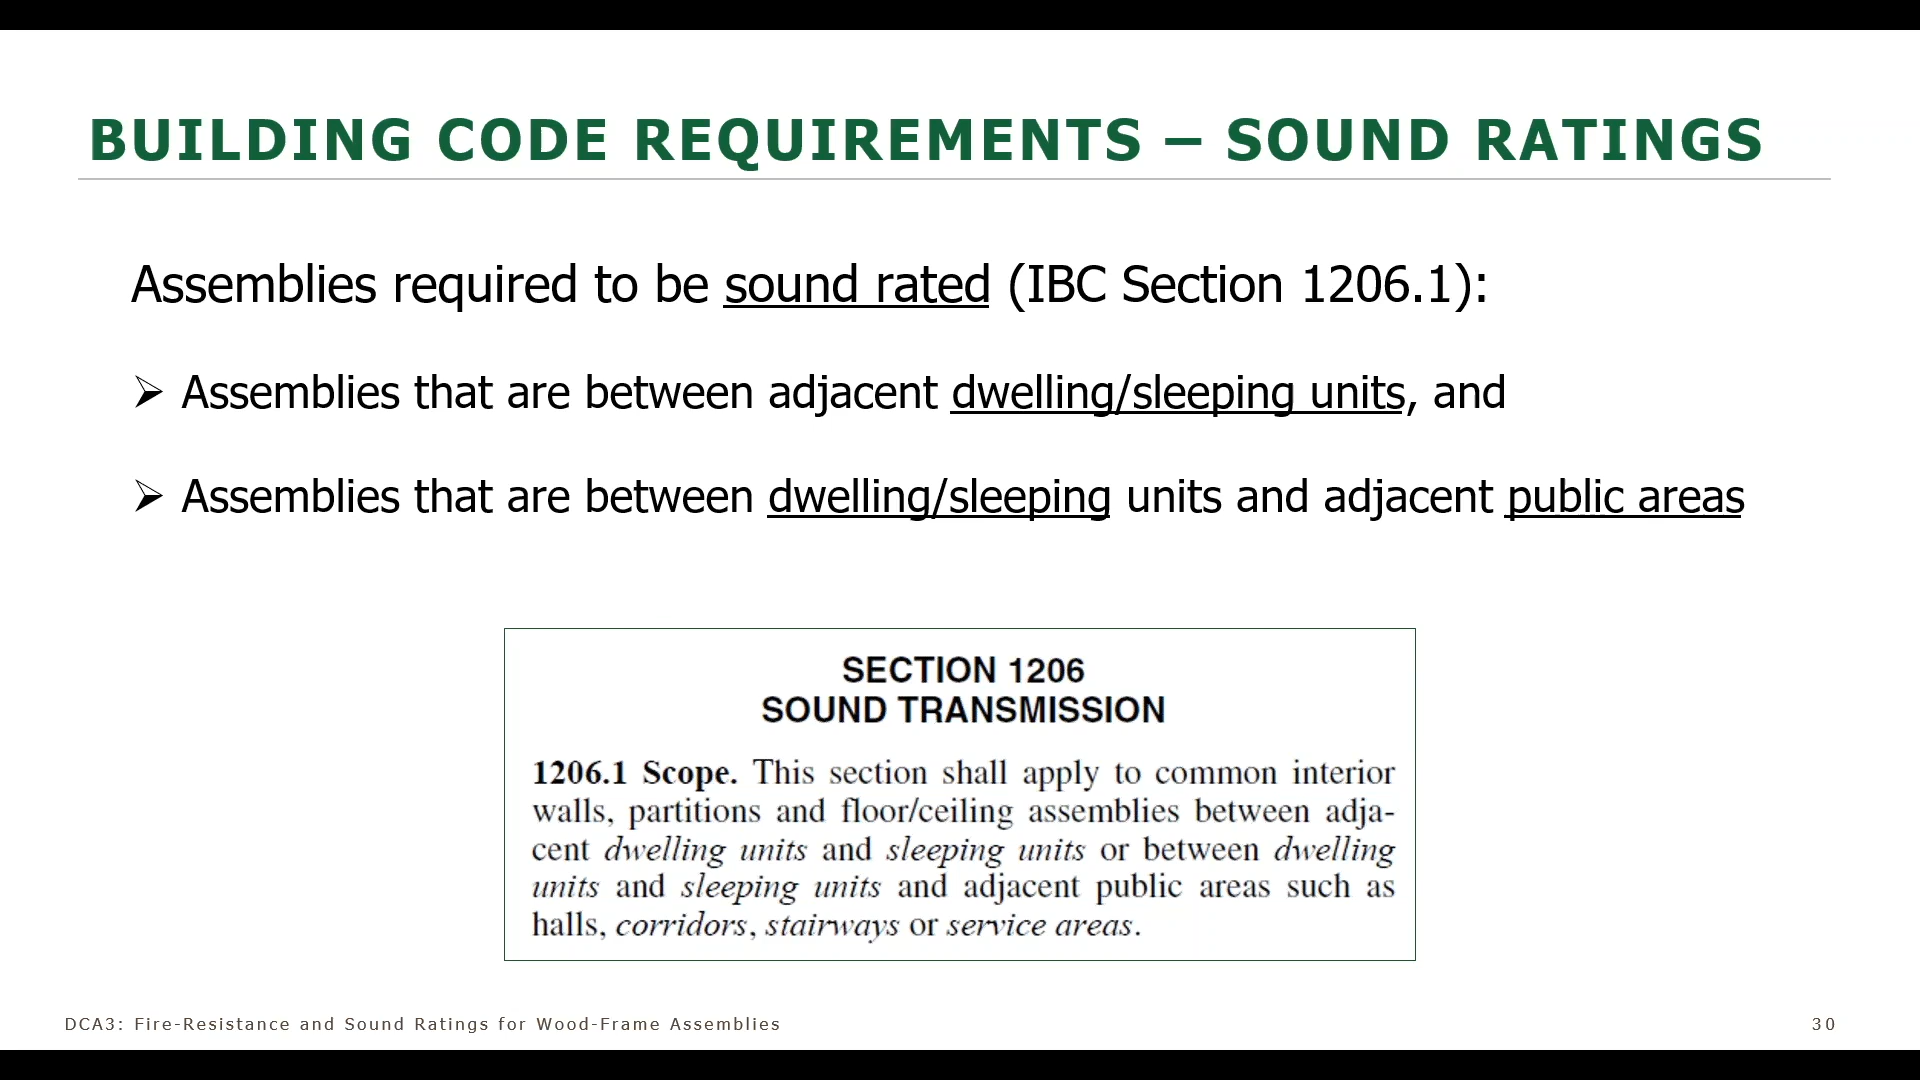 BUILDING CODE REQUIREMENTS – SOUND RATINGS
Assemblies required to be sound rated (IBC Section 1206.1):
➢ Assemblies that are between adjacent dwelling/sleeping units, and
➢ Assemblies that are between dwelling/sleeping units and adjacent public areas
SECTION 1206
SOUND TRANSMISSION
1206.1 Scope. This section shall apply to common interior
walls, partitions and floor/ceiling assemblies between adja-
cent dwelling units and sleeping units or between dwelling
units and sleeping units and adjacent public areas such as
halls, corridors, stairways or service areas.
DCA3: Fire-Resistance and Sound Ratings for Wood-Frame Assemblies
30